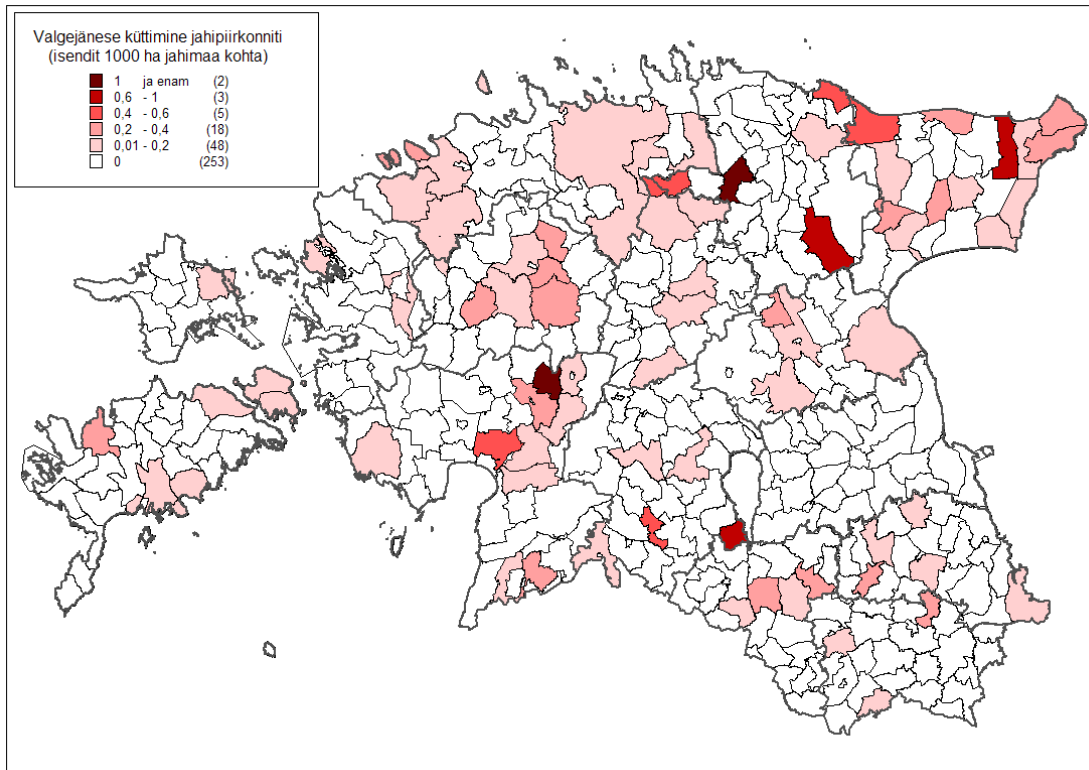 Valgejänese küttimine jahipiirkonniti
(isendit 1000 ha jahimaa kohta)
1 ja enam (2)
0,6 - 1 (3)
0,4 - 0,6 (5)
0,2 - 0,4 (18)
0,01 - 0,2 (48)
0 (253)